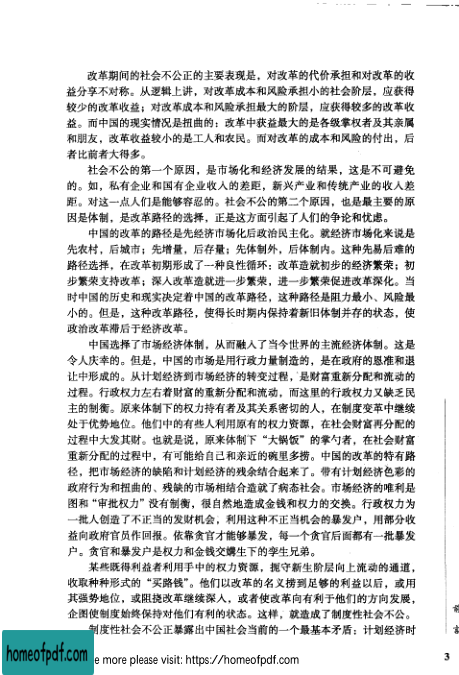 改革期间的社会不公正的主要表现是，对改革的代价承担和对改革的收
益分享不对称。从逻辑上讲，对改革成本和风险承担小的社会阶层，应获得
较少的改革收益；对改革成本和风险承担最大的阶层，应获得较多的改革收
益。而中国的现实情况是扭曲的：改革中获益最大的是各级掌权者及其亲属
和朋友，改革收益较小的是工人和农民。而对改革的成本和风险的付出，后
者比前者大得多。
社会不公的第一个原因，是市场化和经济发展的结果，这是不可避免
的。如，私有企业和国有企业收人的差距，新兴产业和传统产业的收人差
距。对这一点人们是能够容忍的。社会不公的第二个原因，也是最主要的原
因是体制，是改革路径的选择，正是这方面引起了人们的争论和忧虑。
中国的改革的路径是先经济市场化后政治民主化。就经济市场化来说是
先农村，后城市；先增量，后存量；先体制外，后体制内。这种先易后难的
路径选择，在改革初期形成了一种良性循环：改革造就初步的经济繁荣；初
步繁荣支持改革；深人改革造就进一步繁荣，进一步繁荣促进改革深化。当
时中国的历史和现实决定着中国的改革路径，这种路径是阻力最小、风险最
小的。但是，这种改革路径，使得长时期内保持着新旧体制并存的状态，使
政治改革滞后于经济改革。
中国选择了市场经济体制，从而融入了当今世界的主流经济体制。这是
令人庆幸的。但是，中国的市场是用行政力量制造的，是在政府的恩准和退
让中形成的。从计划经济到市场经济的转变过程，是财富重新分配和流动的
过程。行政权力左右着财富的重新分配和流动，而这里的行政权力又缺乏民
主的制衡。原来体制下的权力持有者及其关系密切的人，在制度变革中继续
处于优势地位。他们中的有些人利用原有的权力资源，在社会财富再分配的
过程中大发其财。也就是说，原来体制下“大锅饭”的掌勺者，在社会财富
重新分配的过程中，有可能给自己和亲近的碗里多捞。中国的改革的特有路
径，把市场经济的缺陷和计划经济的残余结合起来了。带有计划经济色彩的
政府行为和扭曲的、残缺的市场相结合造就了病态社会。市场经济的唯利是
图和“审批权力”没有制衡，很自然地造成金钱和权力的交换。行政权力为
一批人创造了不正当的发财机会，利用这种不正当机会的暴发户，用部分收
益向政府官员作回报。依靠贪官才能够暴发，每一个贪官后面都有一批暴发
户。贪官和暴发户是权力和金钱交媾生下的孪生兄弟。
某些既得利益者利用手中的权力资源，扼守新生阶层向上流动的通道，
收取种种形式的“买路钱”。他们以改革的名义捞到足够的利益以后，或用
其强势地位，或阻挠改革继续深人，或者使改革向有利于他们的方向发展，
企图使制度始终保持对他们有利的状态。这样，就造成了制度性社会不公。
制度性社会不公正暴露出中国社会当前的一个最基本矛盾：计划经济时
前
言
3
homeofpdf.com
e more please visit: https://homeofpdf.com